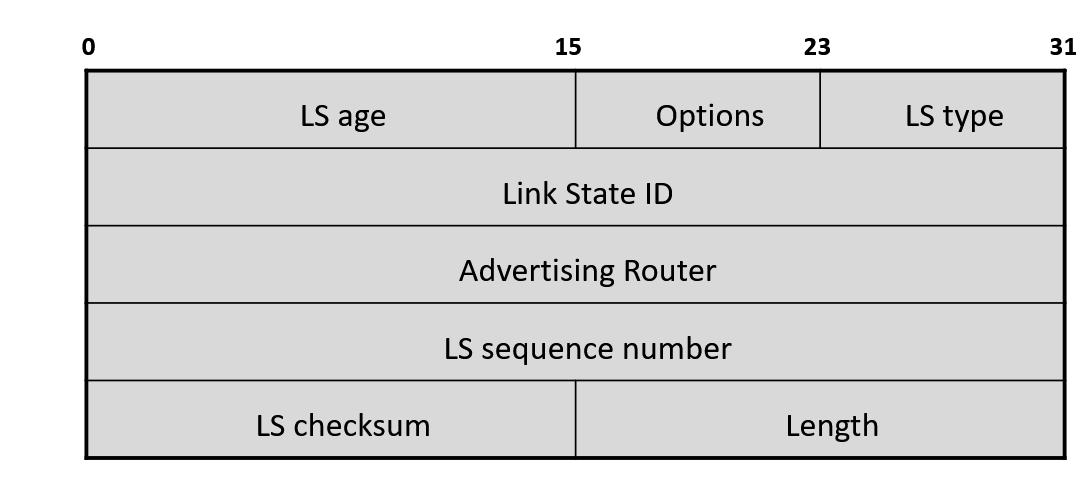 0 15 23 31
LS age Options LS type
Link State ID
Advertising Router
LS sequence number
LS checksum Length